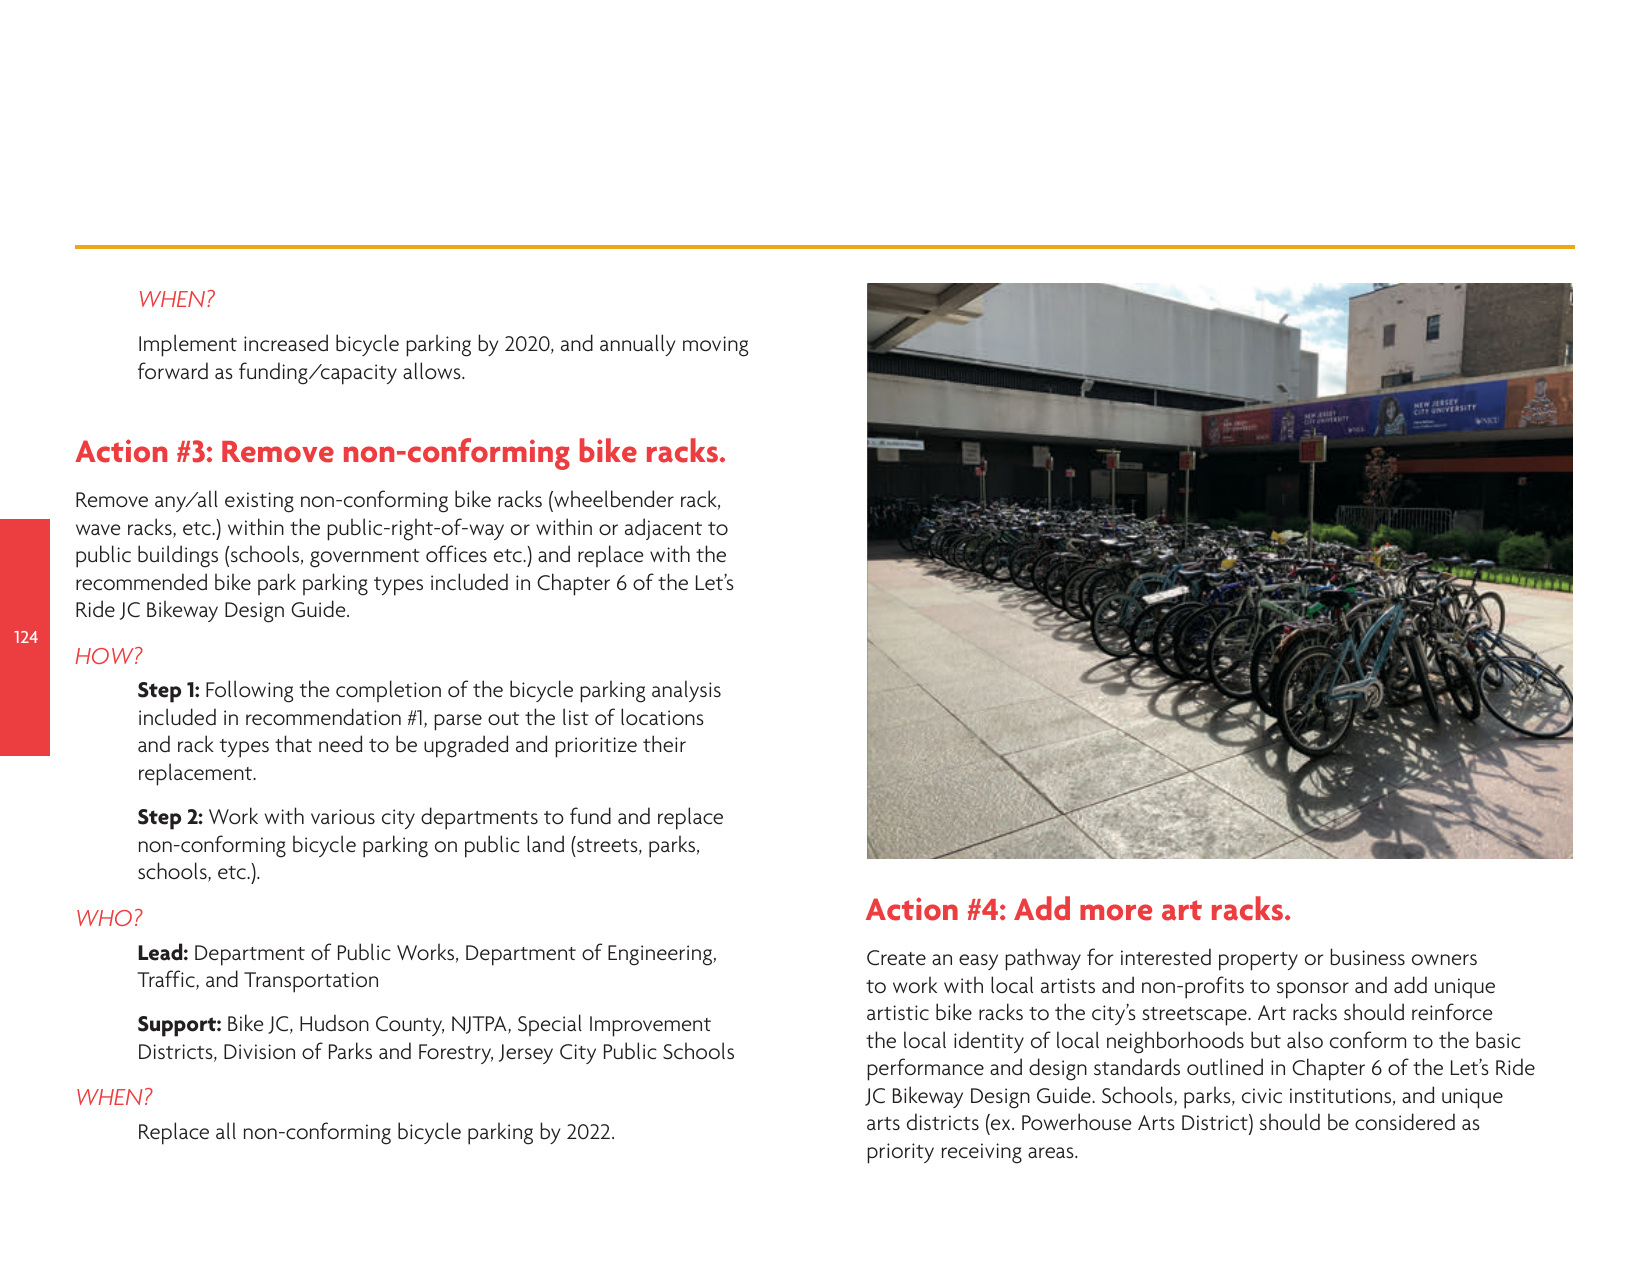 WHEN?
Implement increased bicycle parking by 2020, and annually moving
forward as funding/capacity allows.
Action #3: Remove non-conforming bike racks.
Remove any/all existing non-conforming bike racks (wheelbender rack,
wave racks, etc.) within the public-right-of-way or within or adjacent to
public buildings (schools, government offices etc.) and replace with the
recommended bike park parking types included in Chapter 6 of the Let’s
Ride JC Bikeway Design Guide.
124
HOW?
Step 1: Following the completion of the bicycle parking analysis
included in recommendation #1, parse out the list of locations
and rack types that need to be upgraded and prioritize their
replacement.
Step 2: Work with various city departments to fund and replace
non-conforming bicycle parking on public land (streets, parks,
schools, etc.).
WHO?
Lead: Department of Public Works, Department of Engineering,
Traffic, and Transportation
Support: Bike JC, Hudson County, NJTPA, Special Improvement
Districts, Division of Parks and Forestry, Jersey City Public Schools
WHEN?
Replace all non-conforming bicycle parking by 2022.
NEW JERSEY
CITY UNIVERSITY
NEW JERSEY
CITY UNIVERSITY
NEW JERSEY
CITY UNIVERSITY
NJCU
Action #4: Add more art racks.
Create an easy pathway for interested property or business owners
to work with local artists and non-profits to sponsor and add unique
artistic bike racks to the city’s streetscape. Art racks should reinforce
the local identity of local neighborhoods but also conform to the basic
performance and design standards outlined in Chapter 6 of the Let’s Ride
JC Bikeway Design Guide. Schools, parks, civic institutions, and unique
arts districts (ex. Powerhouse Arts District) should be considered as
priority receiving areas.